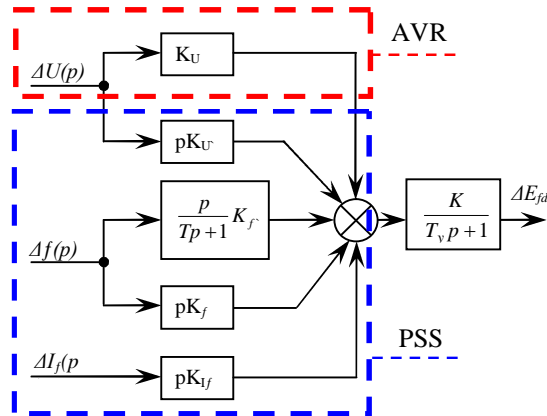 AVR
K_U
ΔU(p)
pK_U`
p / (Tp+1) K_f`
K / (T_v p+1)
ΔE_fd
Δf(p)
pK_f
PSS
ΔI_f(p
pK_If